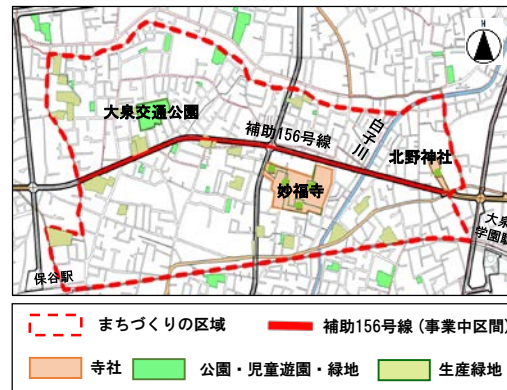 N
大泉交通公園
補助156号線
白子川
北野神社
妙福寺
大泉
学園駅
保谷駅
まちづくりの区域
補助156号線(事業中区間)
寺社
公園・児童遊園・緑地
生産緑地